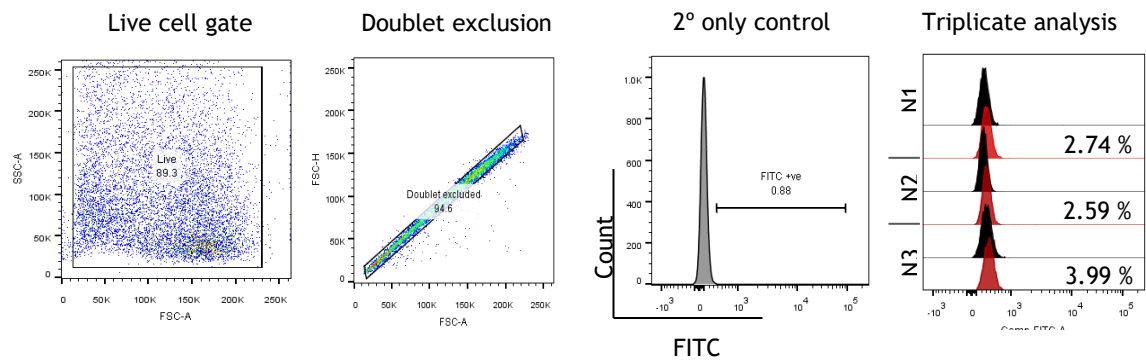 Live cell gate
Doublet exclusion
2º only control
Triplicate analysis
250K
200K
150K
100K
50K
0
SSC-A
Live
89.3
0 50K 100K 150K 200K 250K
FSC-A
250K
200K
150K
100K
50K
0
FSC-H
Doublet excluded
94.6
0 50K 100K 150K 200K 250K
FSC-A
1.0K
800
600
400
200
0
Count
FITC +ve
0.88
-10³ 0 10³ 10⁴ 10⁵
FITC
N1
2.74 %
N2
2.59 %
N3
3.99 %
-10³ 0 10³ 10⁴ 10⁵